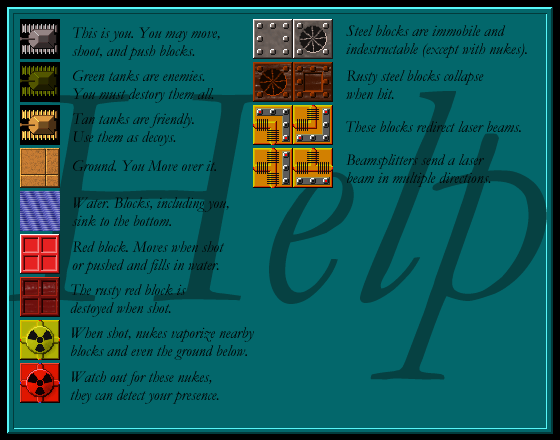 Help
This is you. You may move,
shoot, and push blocks.
Green tanks are enemies.
You must destory them all.
Tan tanks are friendly.
Use them as decoys.
Ground. You Move over it.
Water. Blocks, including you,
sink to the bottom.
Red block. Moves when shot
or pushed and fills in water.
The rusty red block is
destoyed when shot.
When shot, nukes vaporize nearby
blocks and even the ground below.
Watch out for these nukes,
they can detect your presence.
Steel blocks are immobile and
indestructable (except with nukes).
Rusty steel blocks collapse
when hit.
These blocks redirect laser beams.
Beamsplitters send a laser
beam in multiple directions.